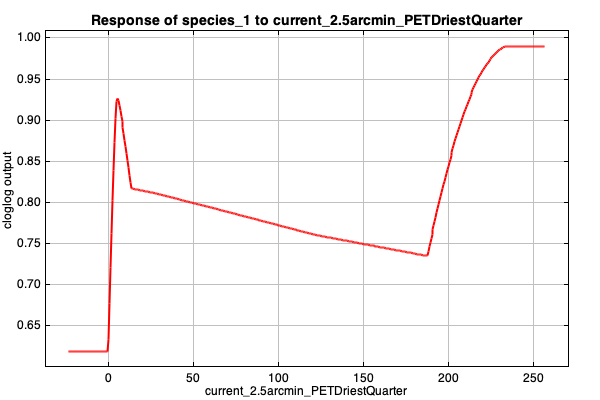 Response of species_1 to current_2.5arcmin_PETDriestQuarter
1.00
0.95
0.90
0.85
0.80
0.75
0.70
0.65
cloglog output
0 50 100 150 200 250
current_2.5arcmin_PETDriestQuarter